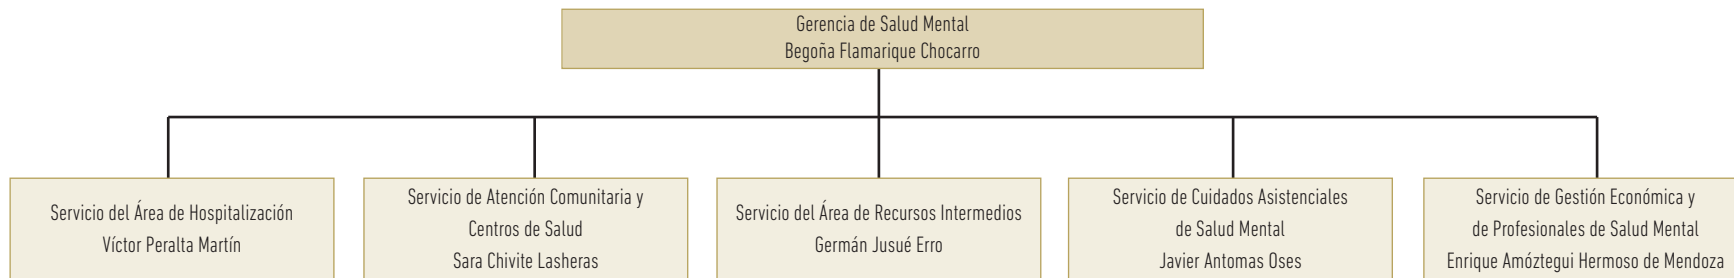 Gerencia de Salud Mental
Begoña Flamarique Chocarro
Servicio del Área de Hospitalización
Víctor Peralta Martín
Servicio de Atención Comunitaria y
Centros de Salud
Sara Chivite Lasheras
Servicio del Área de Recursos Intermedios
Germán Jusué Erro
Servicio de Cuidados Asistenciales
de Salud Mental
Javier Antomas Oses
Servicio de Gestión Económica y
de Profesionales de Salud Mental
Enrique Amóztegui Hermoso de Mendoza